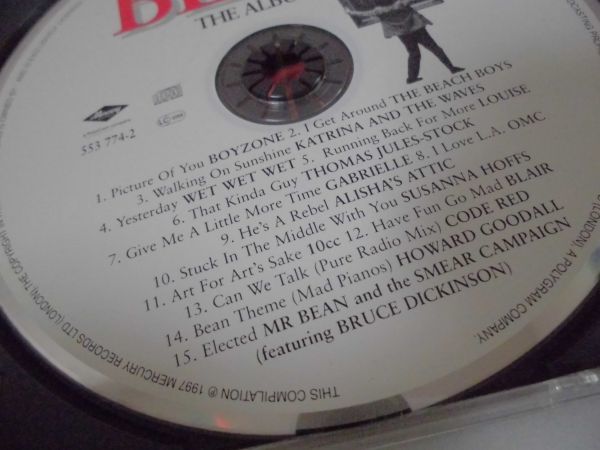 THE ALBU
553 774-2
1. Picture Of You BOYZONE 2. I Get Around THE BEACH BOYS
3. Walking On Sunshine KATRINA AND THE WAVES
4. Yesterday WET WET WET 5. Running Back For More LOUISE
6. That Kinda Guy THOMAS JULES-STOCK
7. Give Me A Little More Time GABRIELLE 8. I Love L.A. OMC
9. He's A Rebel ALISHA'S ATTIC
10. Stuck In The Middle With You SUSANNA HOFFS
11. Art For Art's Sake 10cc 12. Have Fun Go Mad BLAIR
13. Can We Talk (Pure Radio Mix) CODE RED
14. Bean Theme (Mad Pianos) HOWARD GOODALL
15. Elected MR BEAN and the SMEAR CAMPAIGN
(featuring BRUCE DICKINSON)
THIS COMPILATION ℗ 1997 MERCURY RECORDS LTD (LONDON). THE COPYRIGHT IN
(LONDON), A POLYGRAM COMPANY.